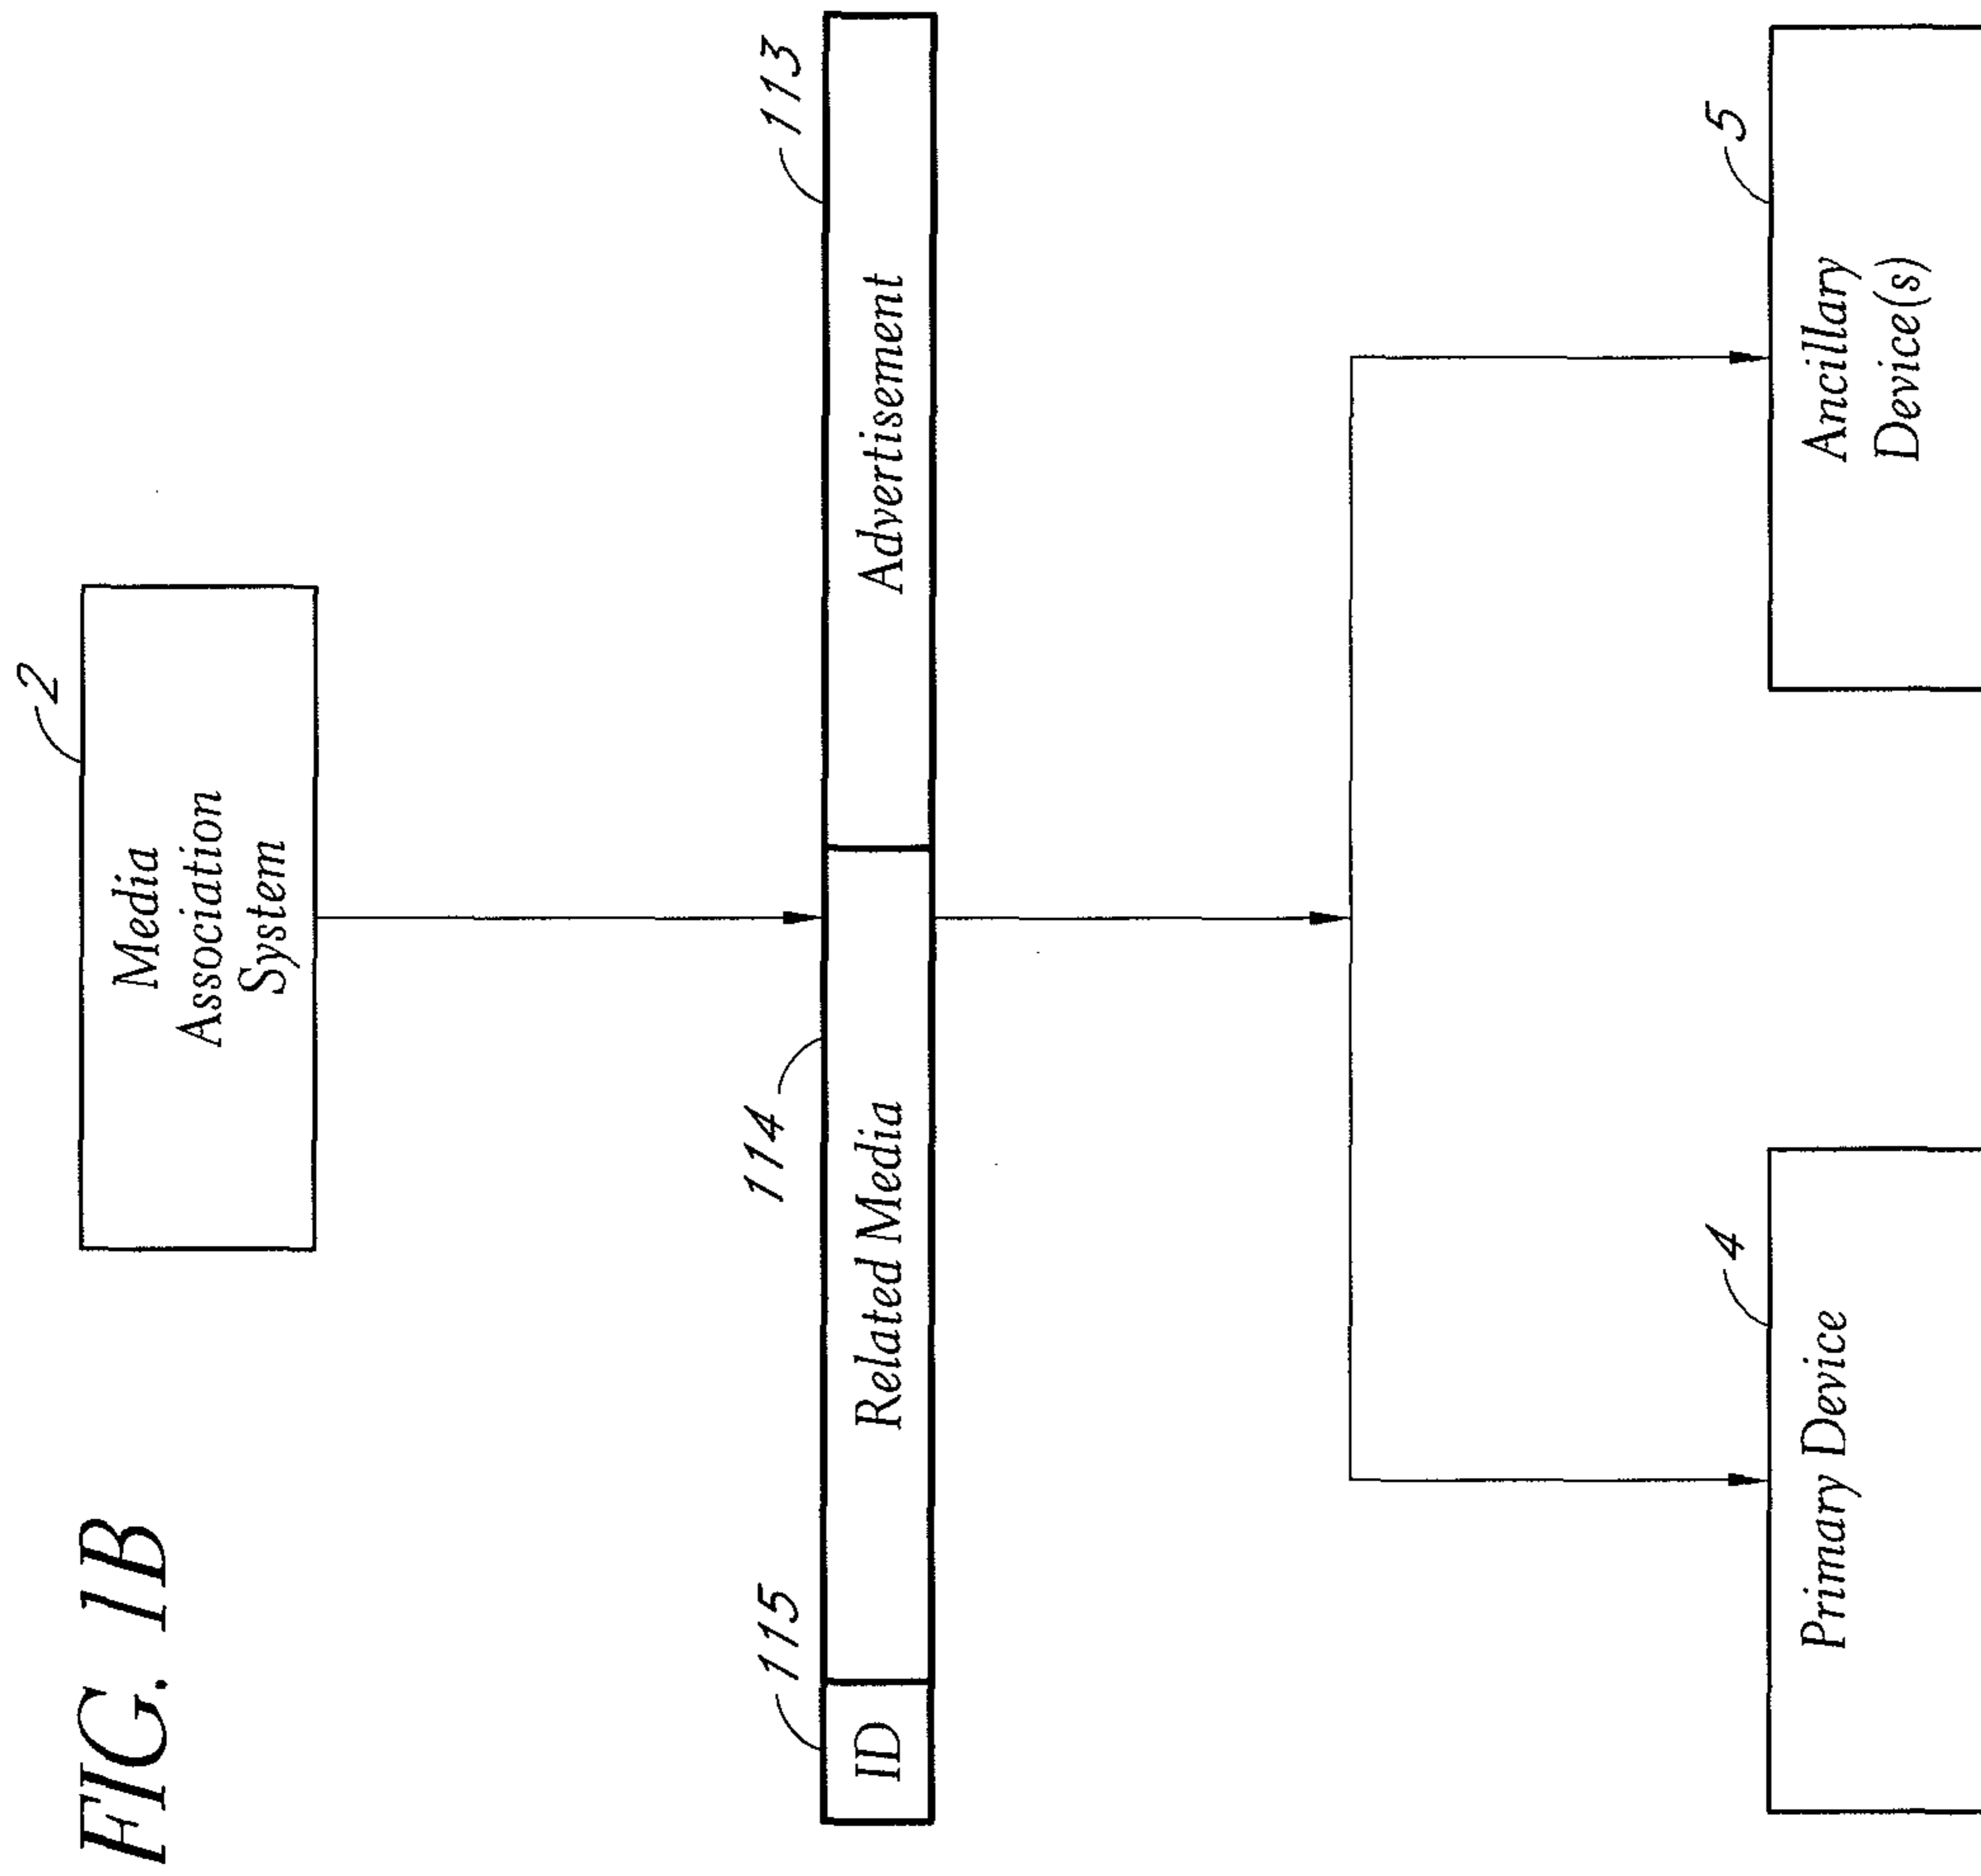 FIG. 1B
2
Media
Association
System
115
114
113
ID
Related Media
Advertisement
4
5
Primary Device
Ancillary
Device(s)